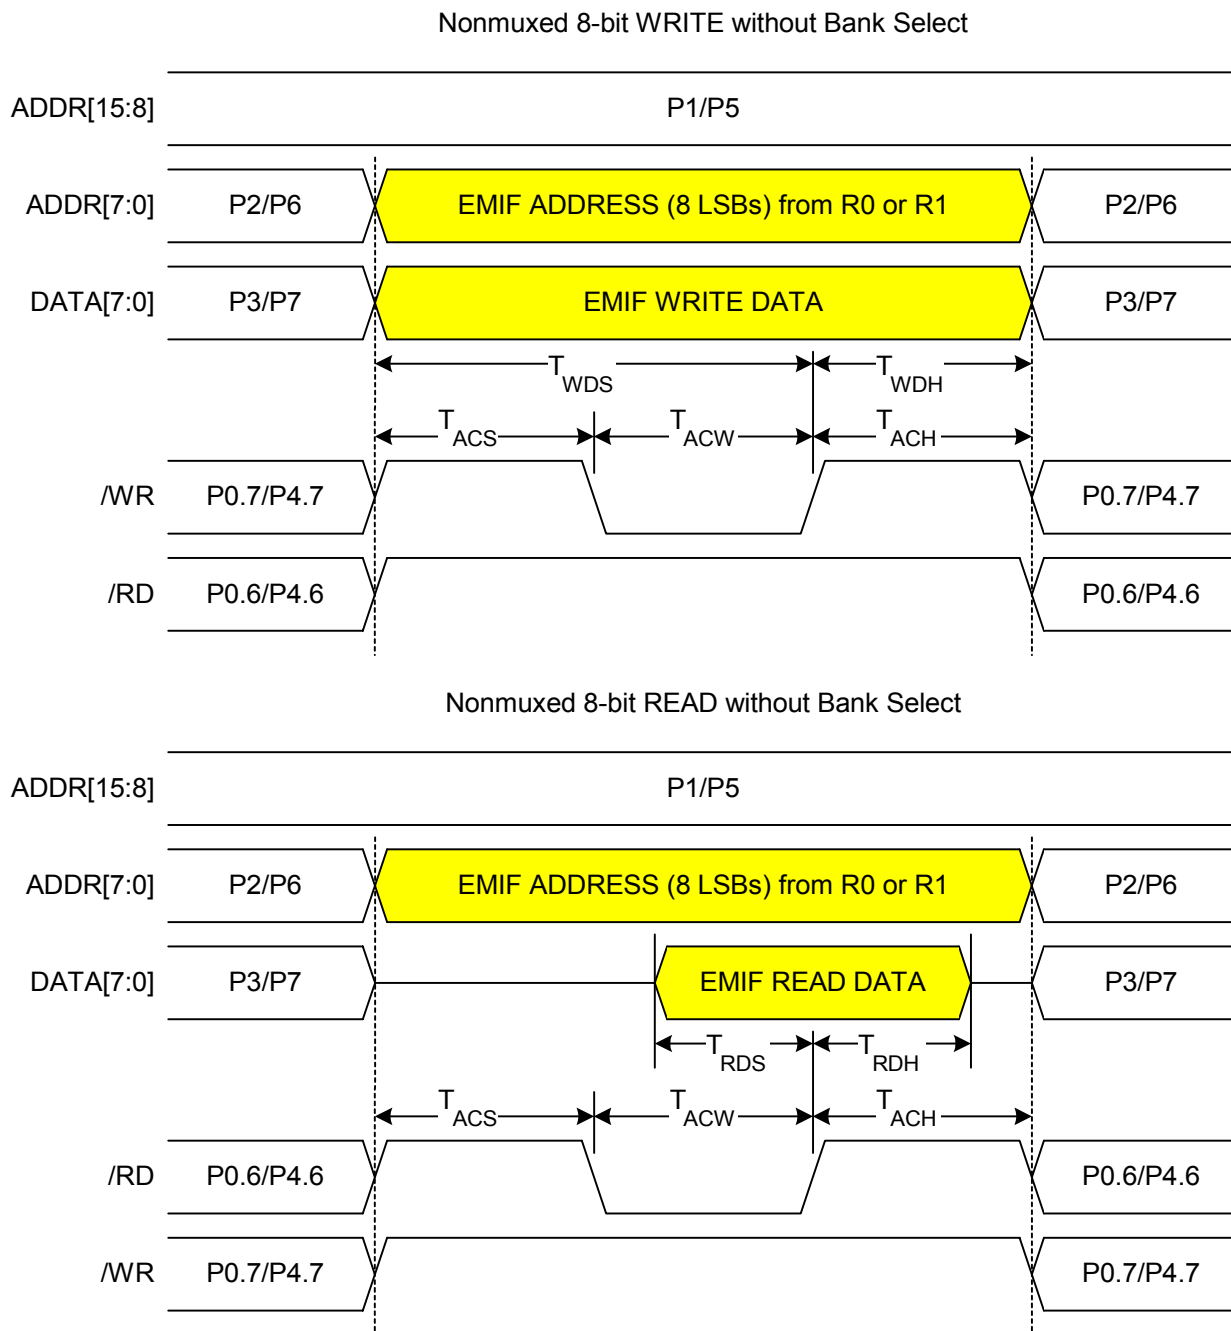 Nonmuxed 8-bit WRITE without Bank Select
ADDR[15:8] P1/P5
ADDR[7:0] P2/P6 EMIF ADDRESS (8 LSBs) from R0 or R1 P2/P6
DATA[7:0] P3/P7 EMIF WRITE DATA P3/P7
TWDS TWDH
TACS TACW TACH
/WR P0.7/P4.7 P0.7/P4.7
/RD P0.6/P4.6 P0.6/P4.6
Nonmuxed 8-bit READ without Bank Select
ADDR[15:8] P1/P5
ADDR[7:0] P2/P6 EMIF ADDRESS (8 LSBs) from R0 or R1 P2/P6
DATA[7:0] P3/P7 EMIF READ DATA P3/P7
TRDS TRDH
TACS TACW TACH
/RD P0.6/P4.6 P0.6/P4.6
/WR P0.7/P4.7 P0.7/P4.7